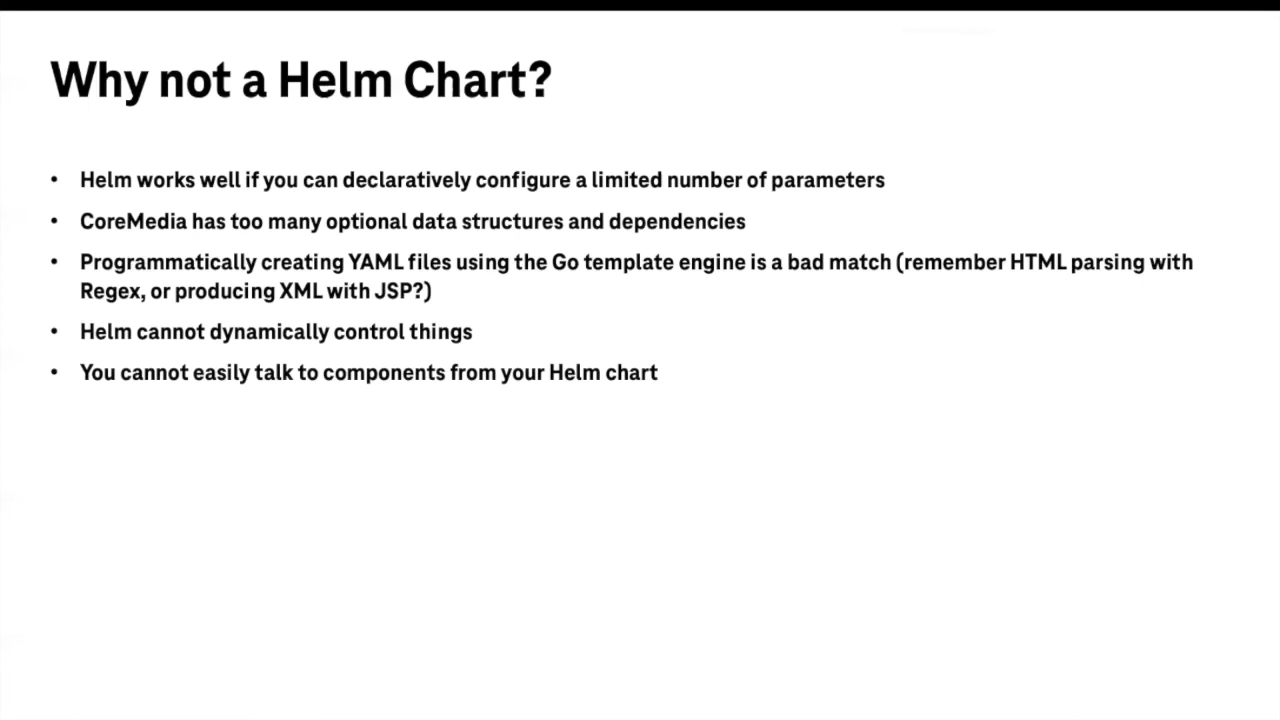 Why not a Helm Chart?
• Helm works well if you can declaratively configure a limited number of parameters
• CoreMedia has too many optional data structures and dependencies
• Programmatically creating YAML files using the Go template engine is a bad match (remember HTML parsing with
Regex, or producing XML with JSP?)
• Helm cannot dynamically control things
• You cannot easily talk to components from your Helm chart